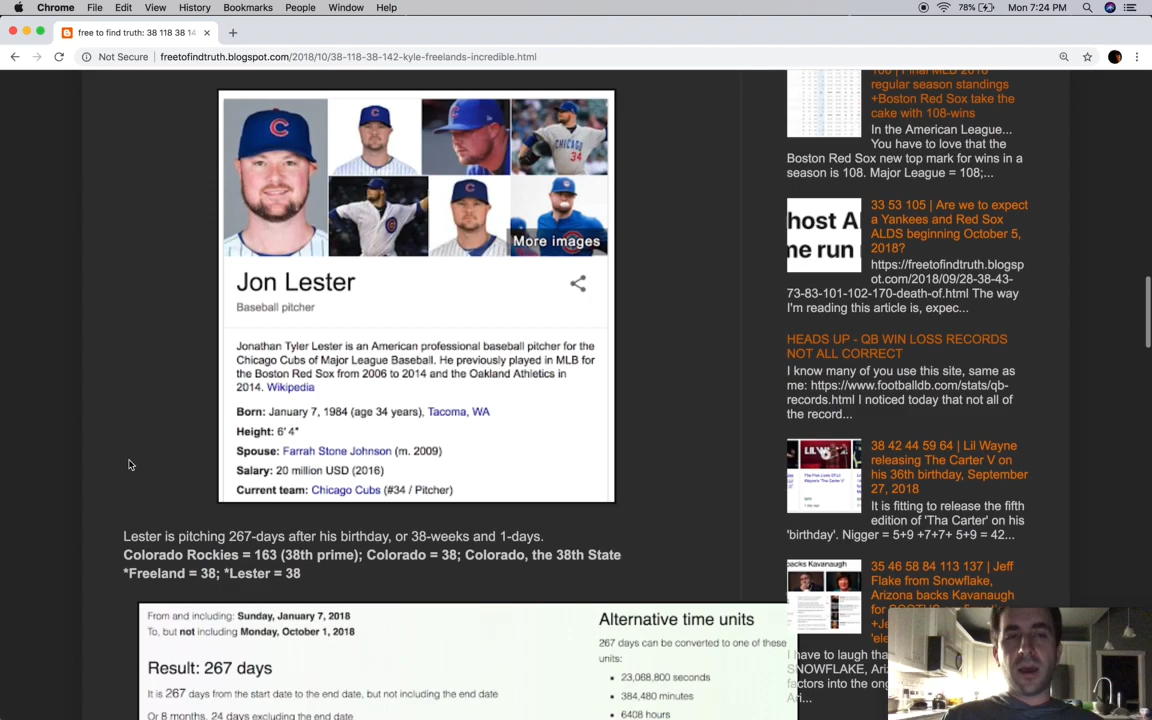 Chrome File Edit View History Bookmarks People Window Help 78% Mon 7:24 PM
free to find truth: 38 118 38 14
Not Secure freetofindtruth.blogspot.com/2018/10/38-118-38-142-kyle-freelands-incredible.html
C
CHICAGO
34
More images
Jon Lester
Baseball pitcher
Jonathan Tyler Lester is an American professional baseball pitcher for the
Chicago Cubs of Major League Baseball. He previously played in MLB for
the Boston Red Sox from 2006 to 2014 and the Oakland Athletics in
2014. Wikipedia
Born: January 7, 1984 (age 34 years), Tacoma, WA
Height: 6' 4"
Spouse: Farrah Stone Johnson (m. 2009)
Salary: 20 million USD (2016)
Current team: Chicago Cubs (#34 / Pitcher)
Lester is pitching 267-days after his birthday, or 38-weeks and 1-days.
Colorado Rockies = 163 (38th prime); Colorado = 38; Colorado, the 38th State
*Freeland = 38; *Lester = 38
From and including: Sunday, January 7, 2018
To, but not including Monday, October 1, 2018
Result: 267 days
It is 267 days from the start date to the end date, but not including the end date
Or 8 months, 24 days excluding the end date
Alternative time units
267 days can be converted to one of these
units:
• 23,068,800 seconds
• 384,480 minutes
• 6408 hours
regular season standings
+Boston Red Sox take the
cake with 108-wins
In the American League...
You have to love that the
Boston Red Sox new top mark for wins in a
season is 108. Major League = 108;...
host A
me run
33 53 105 | Are we to expect
a Yankees and Red Sox
ALDS beginning October 5,
2018?
https://freetofindtruth.blogsp
ot.com/2018/09/28-38-43-
73-83-101-102-170-death-of.html The way
I'm reading this article is, expec...
HEADS UP - QB WIN LOSS RECORDS
NOT ALL CORRECT
I know many of you use this site, same as
me: https://www.footballdb.com/stats/qb-
records.html I noticed today that not all of
the record...
38 42 44 59 64 | Lil Wayne
releasing The Carter V on
his 36th birthday, September
27, 2018
It is fitting to release the fifth
edition of 'Tha Carter' on his
'birthday'. Nigger = 5+9 +7+7+ 5+9 = 42...
backs Kavanaugh
35 46 58 84 113 137 | Jeff
Flake from Snowflake,
Arizona backs Kavanaugh
for
I have to laugh tha
SNOWFLAKE, Ari
factors into the ong
Ari...